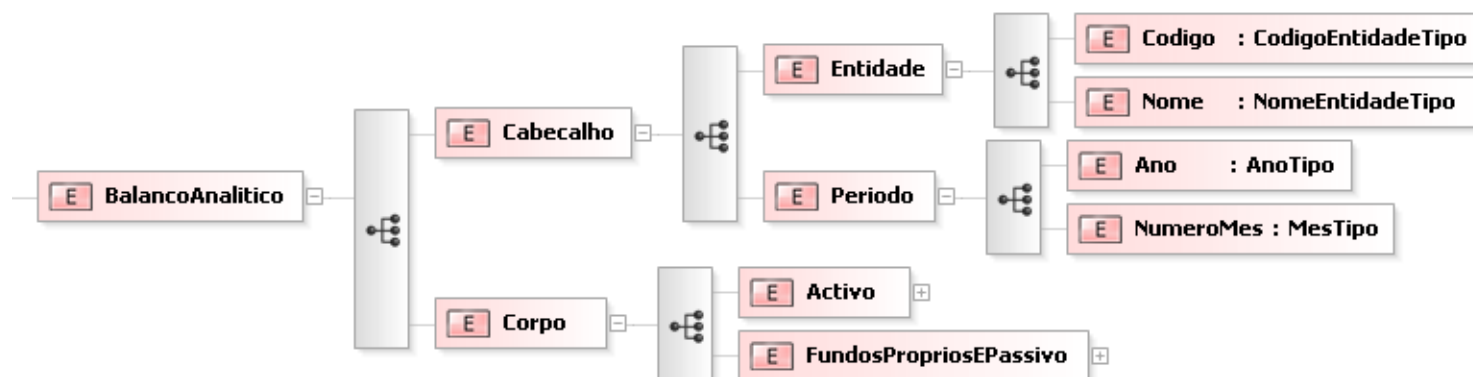 E BalancoAnalitico
E Cabecalho
E Entidade
E Codigo : CodigoEntidadeTipo
E Nome : NomeEntidadeTipo
E Periodo
E Ano : AnoTipo
E NumeroMes : MesTipo
E Corpo
E Activo
E FundosPropriosEPassivo